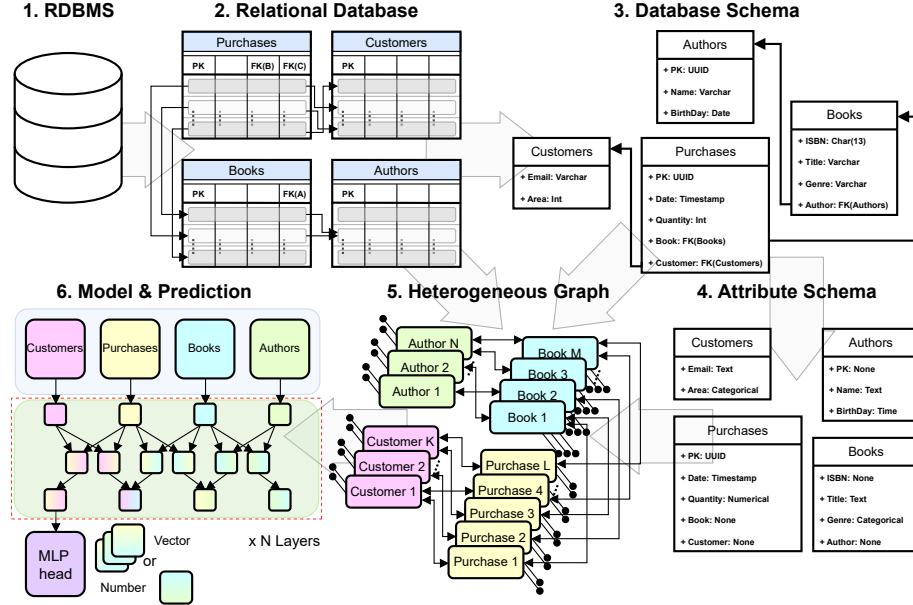 1. RDBMS
2. Relational Database
3. Database Schema
Purchases
PK
FK(B)
FK(C)
Customers
PK
Books
PK
FK(A)
Authors
PK
Authors
+ PK: UUID
+ Name: Varchar
+ BirthDay: Date
Books
+ ISBN: Char(13)
+ Title: Varchar
+ Genre: Varchar
+ Author: FK(Authors)
Customers
+ Email: Varchar
+ Area: Int
Purchases
+ PK: UUID
+ Date: Timestamp
+ Quantity: Int
+ Book: FK(Books)
+ Customer: FK(Customers)
6. Model & Prediction
5. Heterogeneous Graph
4. Attribute Schema
Customers
Purchases
Books
Authors
x N Layers
MLP
head
Vector
or
Number
Author N
Author 2
Author 1
Book M
Book 3
Book 2
Book 1
Customer K
Customer 2
Customer 1
Purchase L
Purchase 4
Purchase 3
Purchase 2
Purchase 1
Customers
+ Email: Text
+ Area: Categorical
Authors
+ PK: None
+ Name: Text
+ BirthDay: Time
Purchases
+ PK: UUID
+ Date: Timestamp
+ Quantity: Numerical
+ Book: None
+ Customer: None
Books
+ ISBN: None
+ Title: Text
+ Genre: Categorical
+ Author: None